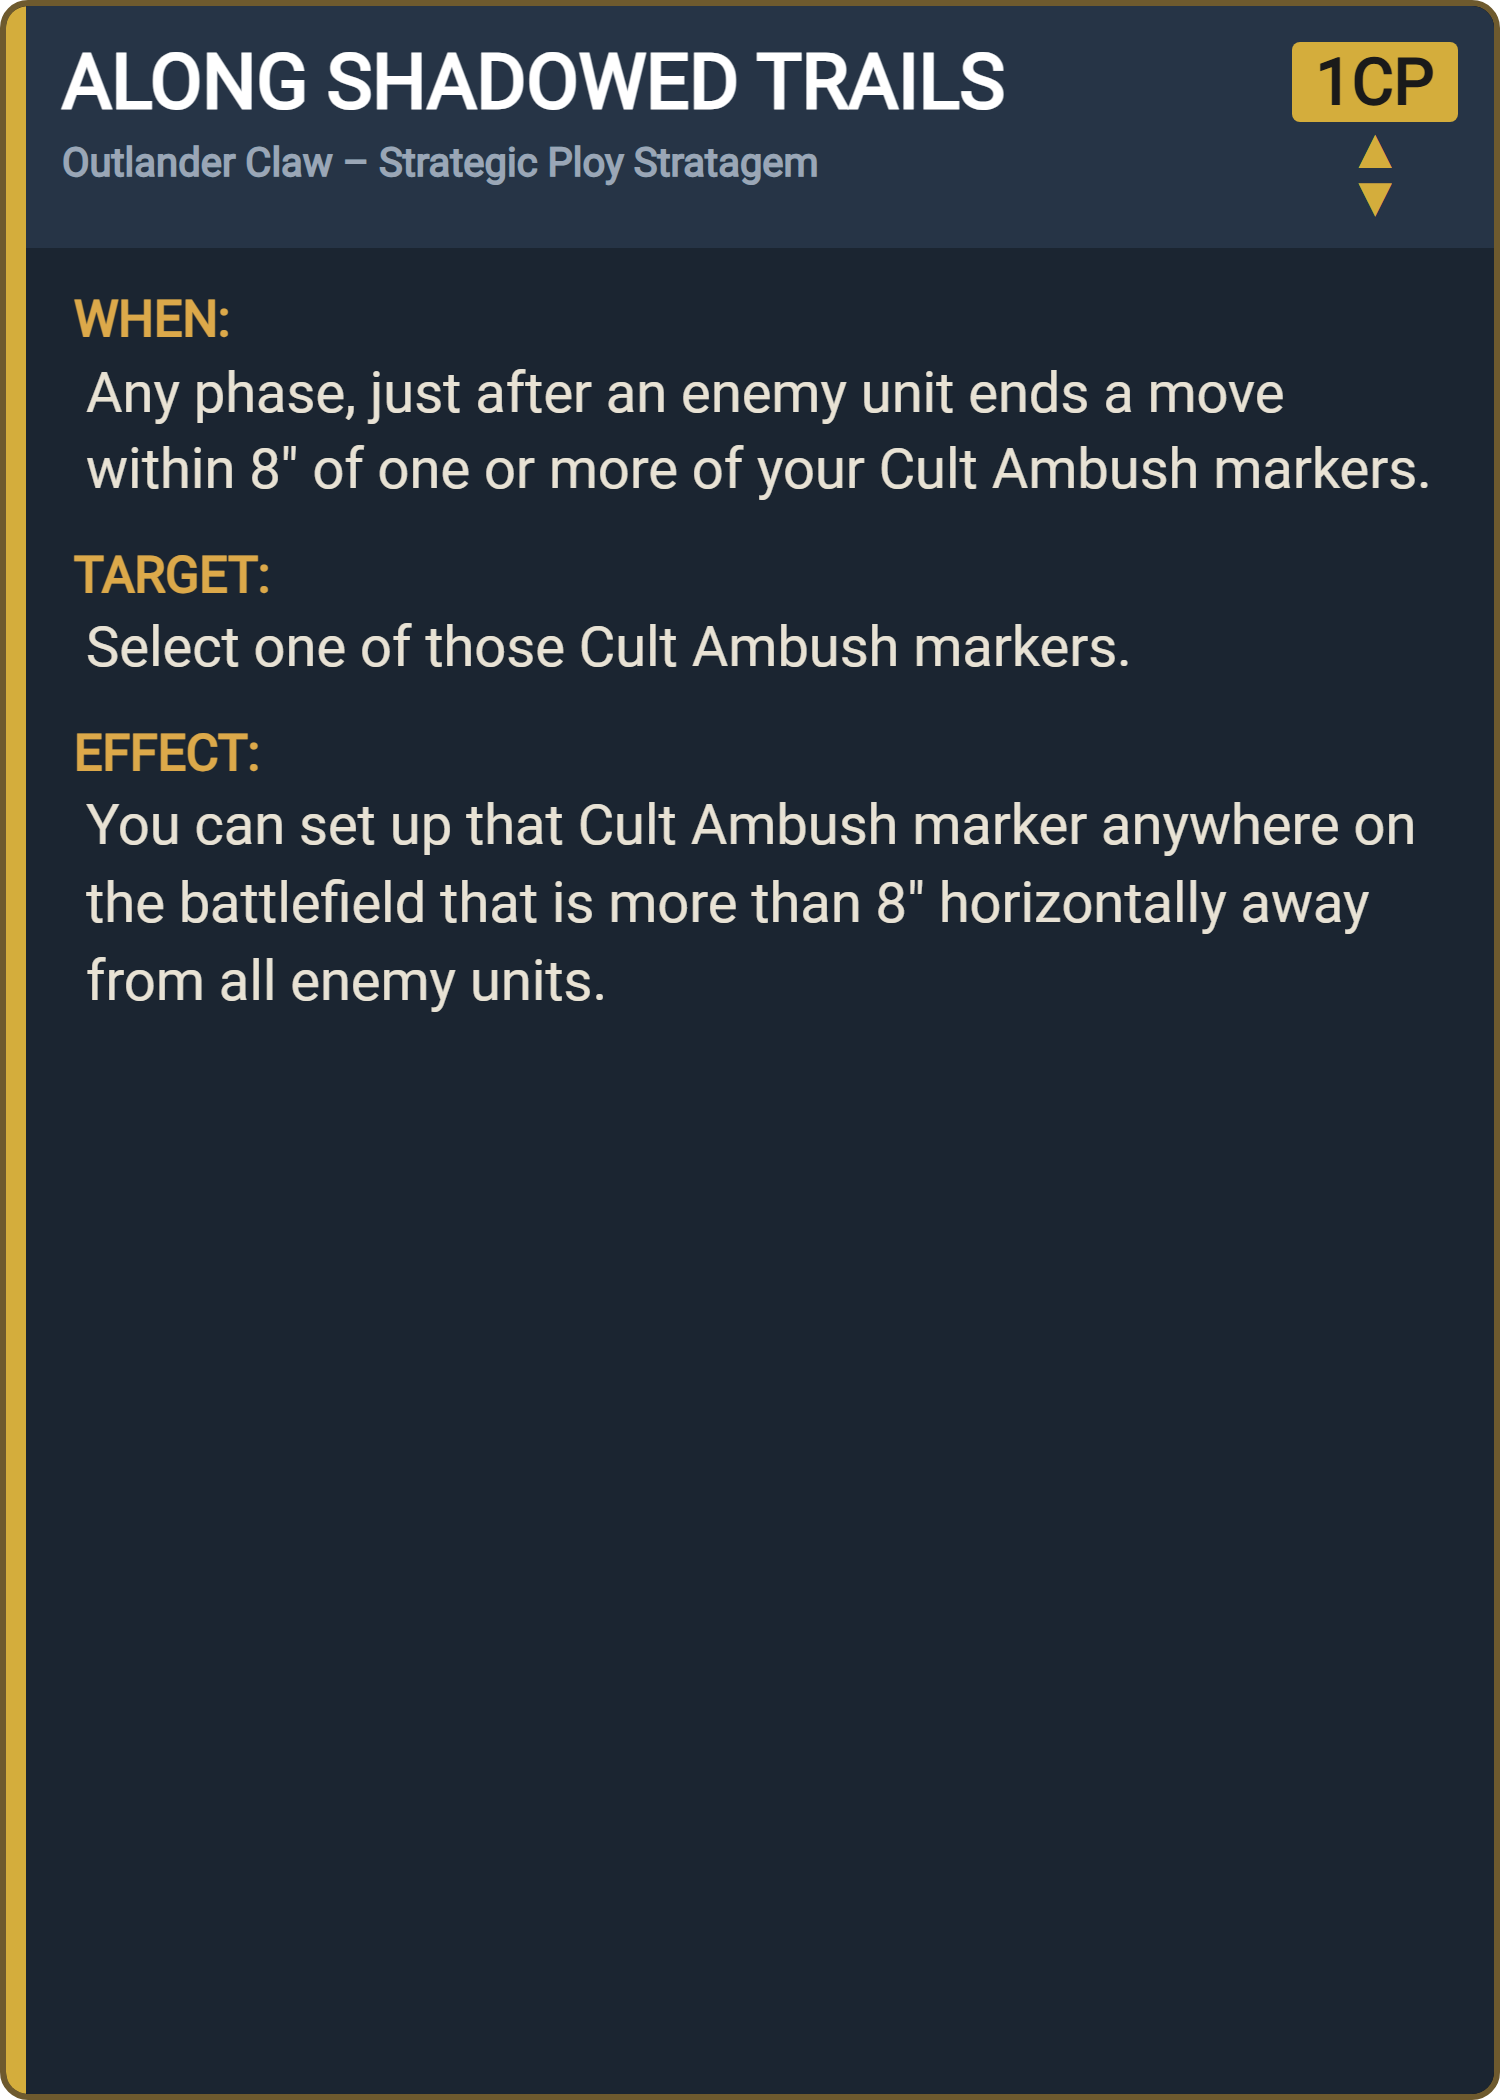 ALONG SHADOWED TRAILS
1CP
Outlander Claw – Strategic Ploy Stratagem
▲
▼
WHEN:
Any phase, just after an enemy unit ends a move
within 8" of one or more of your Cult Ambush markers.
TARGET:
Select one of those Cult Ambush markers.
EFFECT:
You can set up that Cult Ambush marker anywhere on
the battlefield that is more than 8" horizontally away
from all enemy units.